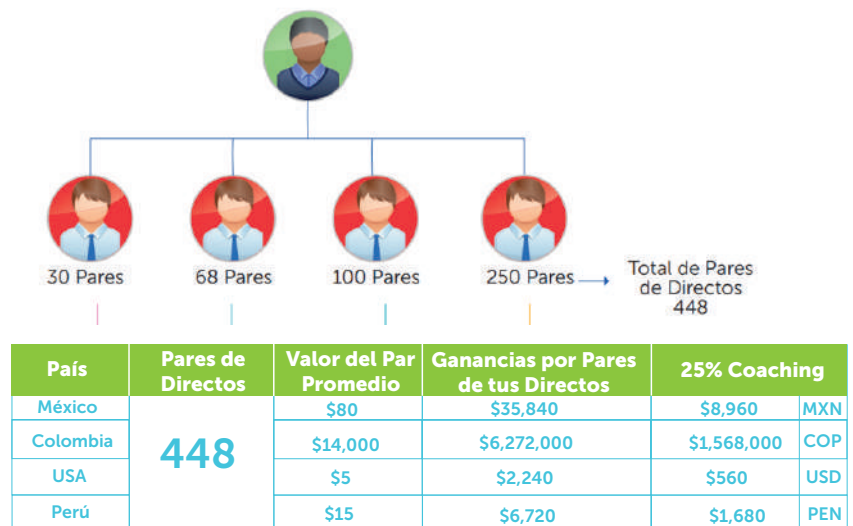 30 Pares
68 Pares
100 Pares
250 Pares
Total de Pares
de Directos
448
País
Pares de
Directos
Valor del Par
Promedio
Ganancias por Pares
de tus Directos
25% Coaching
México
$80
$35,840
$8,960
MXN
Colombia
448
$14,000
$6,272,000
$1,568,000
COP
USA
$5
$2,240
$560
USD
Perú
$15
$6,720
$1,680
PEN